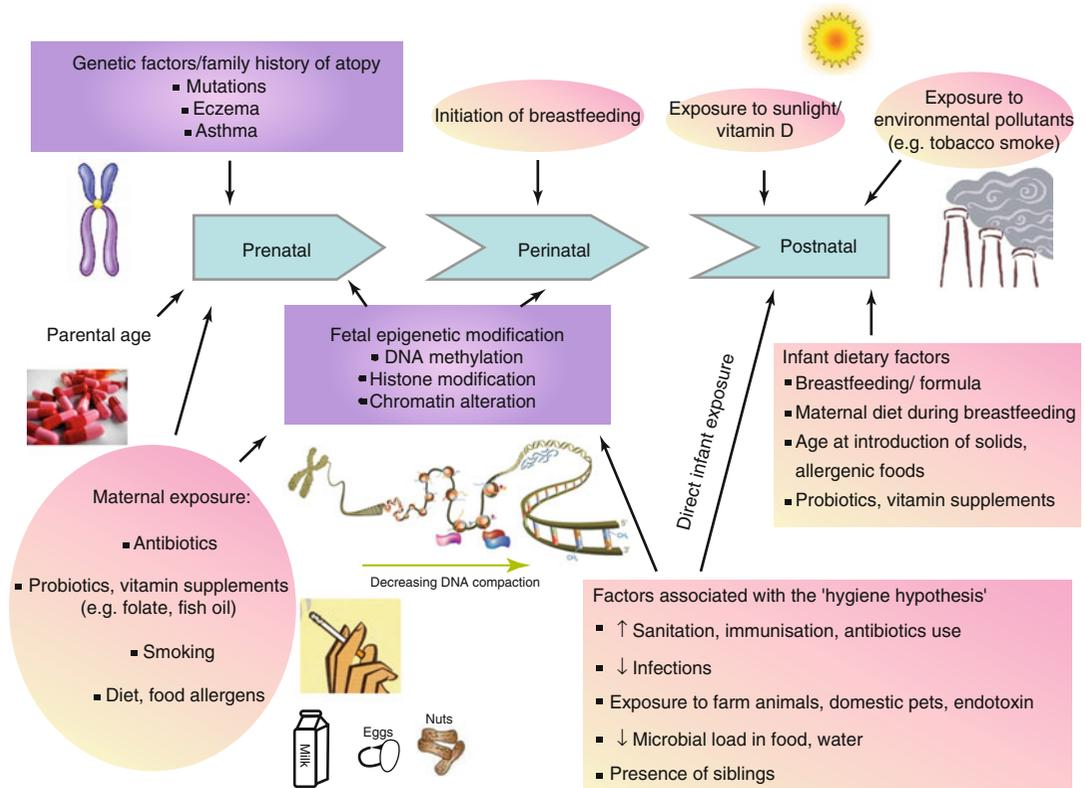 Genetic factors/family history of atopy
▪ Mutations
▪ Eczema
▪ Asthma
Initiation of breastfeeding
Exposure to sunlight/
vitamin D
Exposure to
environmental pollutants
(e.g. tobacco smoke)
Prenatal
Perinatal
Postnatal
Parental age
Fetal epigenetic modification
▪ DNA methylation
▪ Histone modification
▪ Chromatin alteration
Direct infant exposure
Infant dietary factors
▪ Breastfeeding/ formula
▪ Maternal diet during breastfeeding
▪ Age at introduction of solids,
allergenic foods
▪ Probiotics, vitamin supplements
Maternal exposure:
▪ Antibiotics
▪ Probiotics, vitamin supplements
(e.g. folate, fish oil)
▪ Smoking
▪ Diet, food allergens
5'
3'
Decreasing DNA compaction
Milk
Eggs
Nuts
Factors associated with the 'hygiene hypothesis'
▪ ↑ Sanitation, immunisation, antibiotics use
▪ ↓ Infections
▪ Exposure to farm animals, domestic pets, endotoxin
▪ ↓ Microbial load in food, water
▪ Presence of siblings